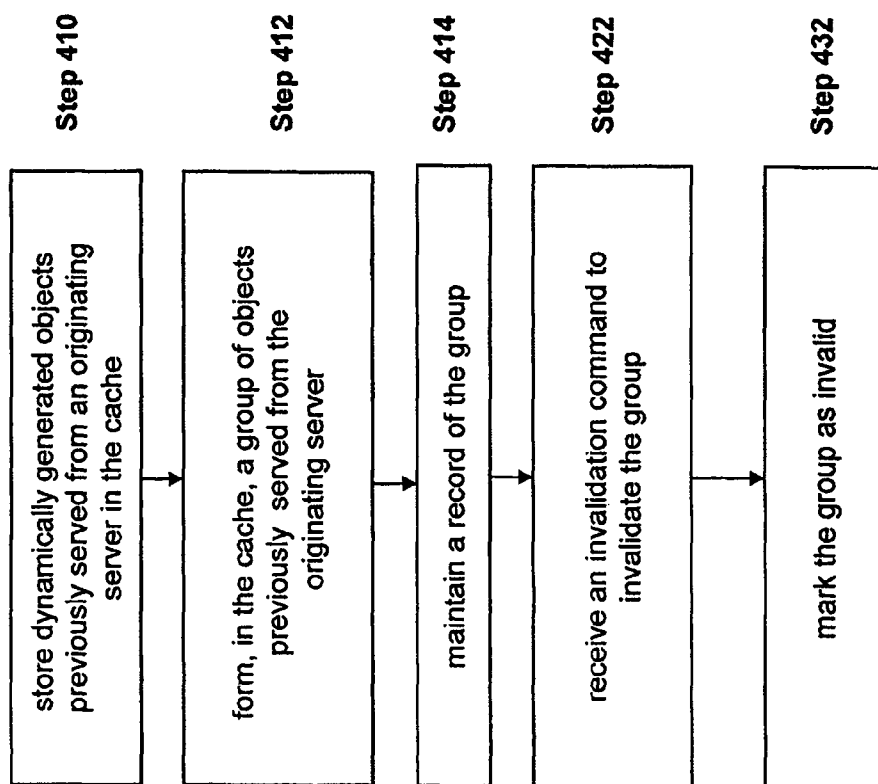 store dynamically generated objects
previously served from an originating
server in the cache
Step 410
form, in the cache, a group of objects
previously served from the
originating server
Step 412
maintain a record of the group
Step 414
receive an invalidation command to
invalidate the group
Step 422
mark the group as invalid
Step 432